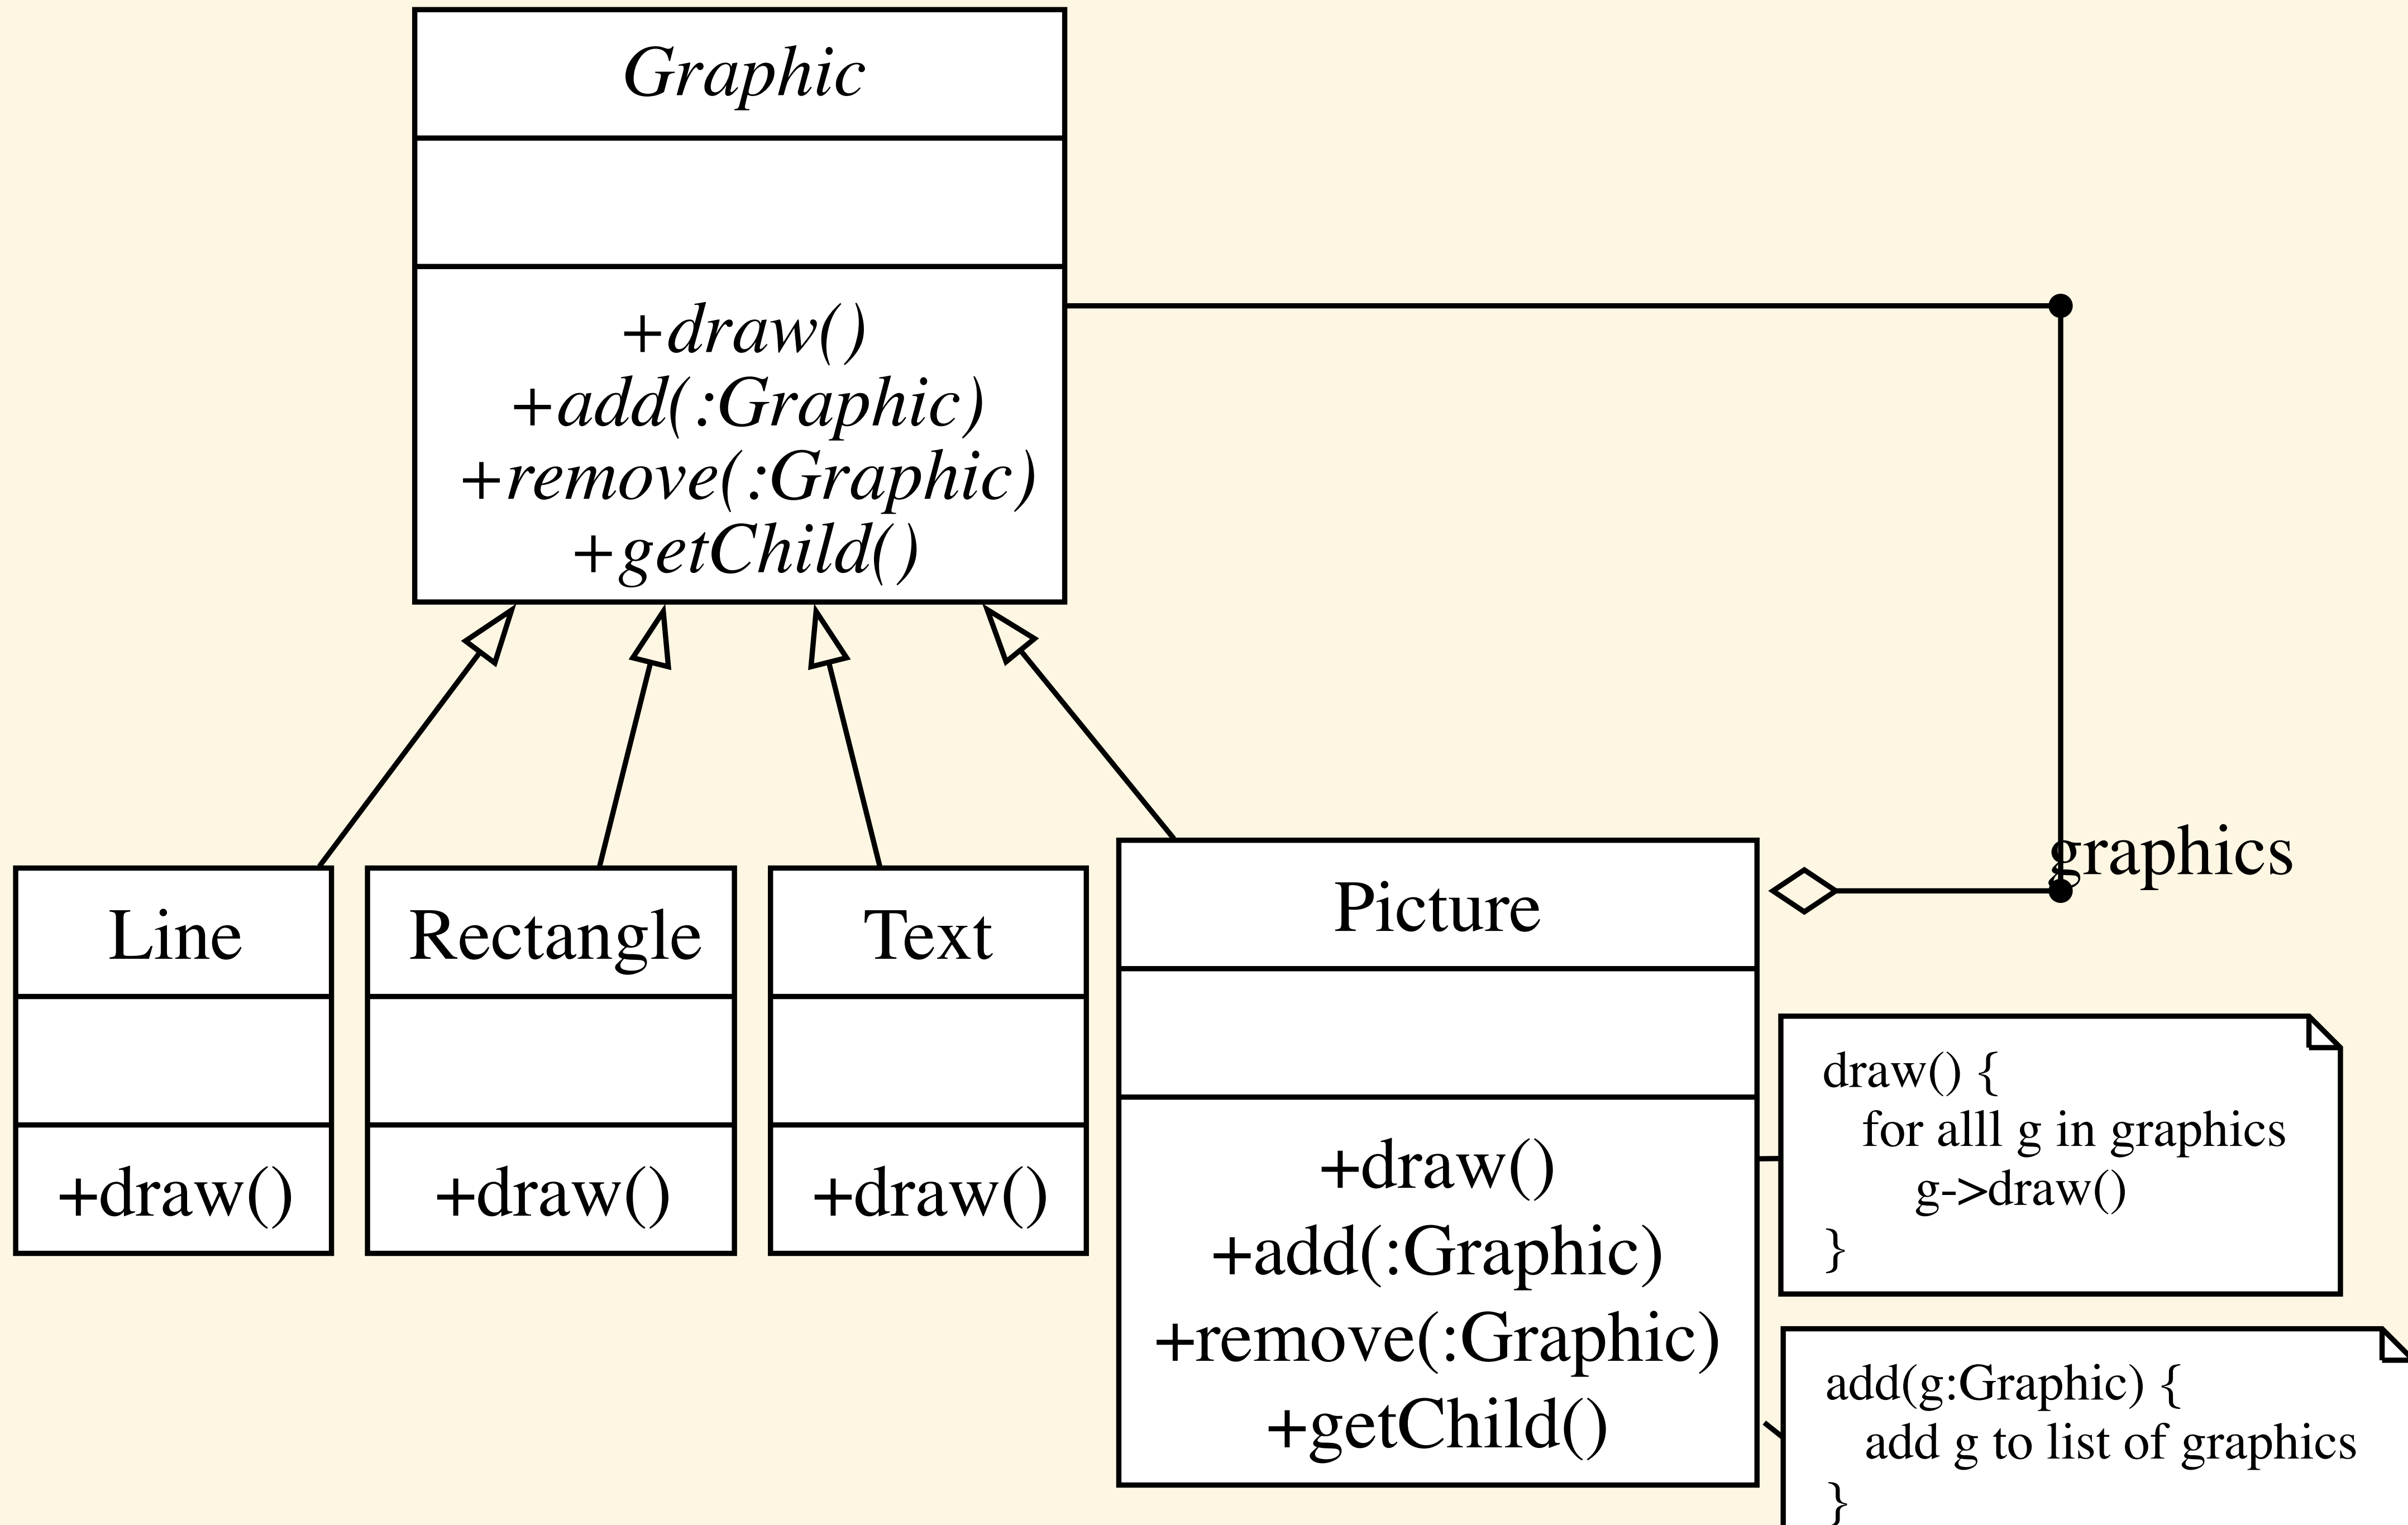 Graphic
+draw()
+add(:Graphic)
+remove(:Graphic)
+getChild()
graphics
Line
+draw()
Rectangle
+draw()
Text
+draw()
Picture
+draw()
+add(:Graphic)
+remove(:Graphic)
+getChild()
draw() {
for alll g in graphics
g->draw()
}
add(g:Graphic) {
add g to list of graphics
}